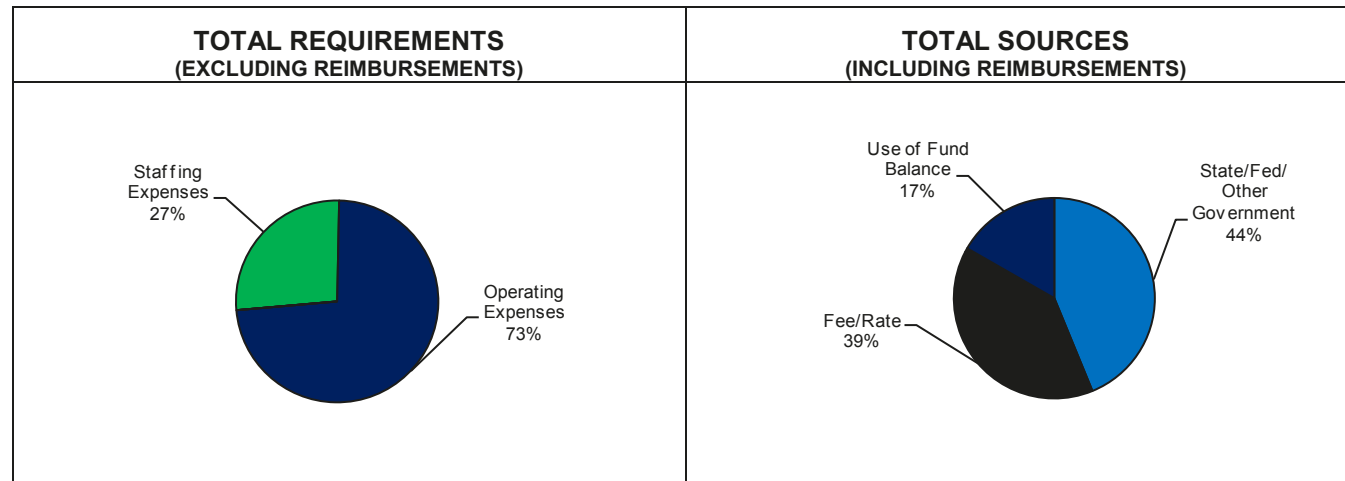 TOTAL REQUIREMENTS
(EXCLUDING REIMBURSEMENTS)
Staffing
Expenses
27%
Operating
Expenses
73%
TOTAL SOURCES
(INCLUDING REIMBURSEMENTS)
Use of Fund
Balance
17%
State/Fed/
Other
Government
44%
Fee/Rate
39%